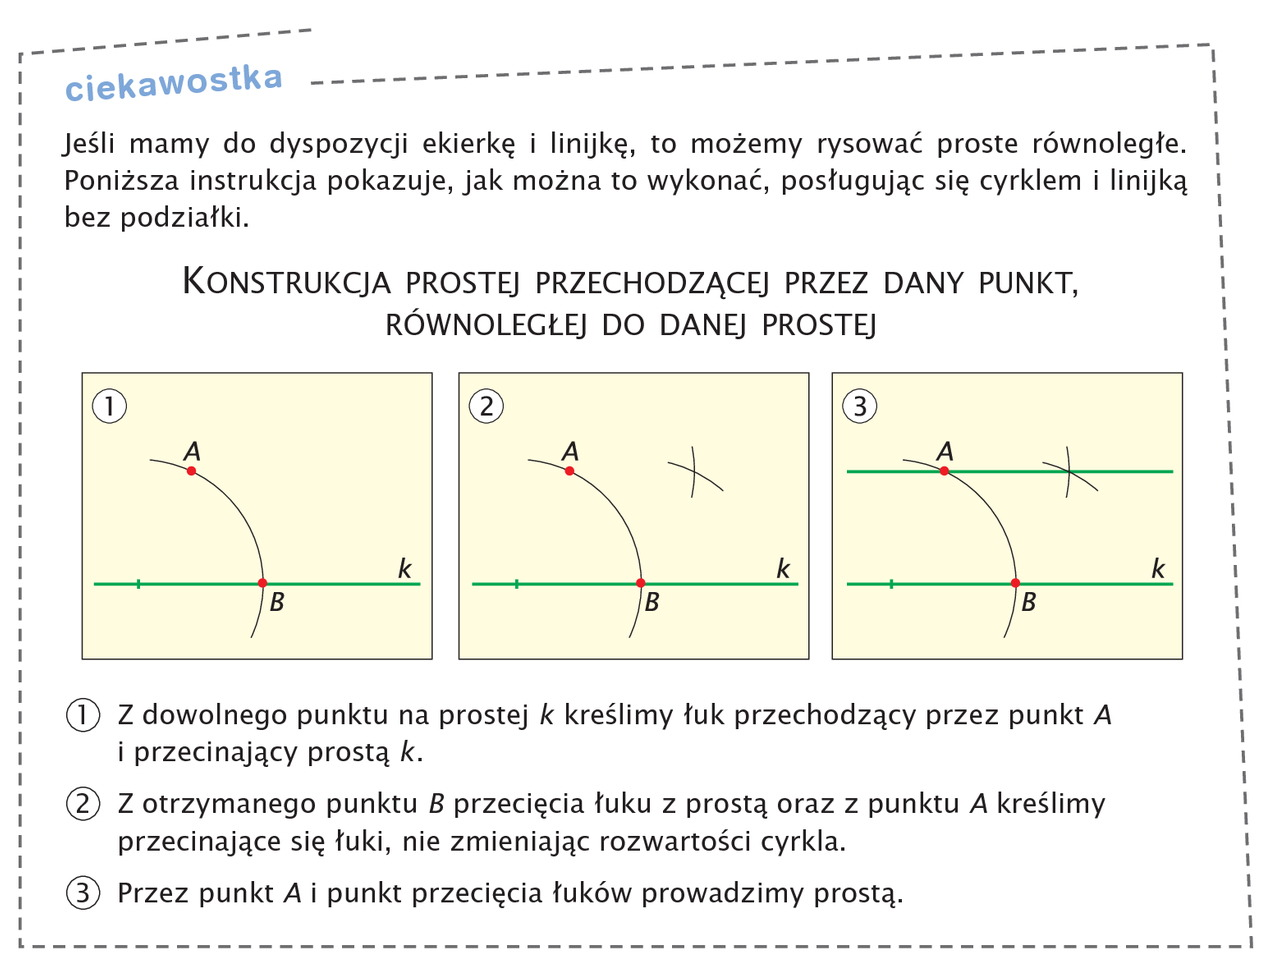 ciekawostka
Jeśli mamy do dyspozycji ekierkę i linijkę, to możemy rysować proste równoległe.
Poniższa instrukcja pokazuje, jak można to wykonać, posługując się cyrklem i linijką
bez podziałki.
KONSTRUKCJA PROSTEJ PRZECHODZĄCEJ PRZEZ DANY PUNKT,
RÓWNOLEGŁEJ DO DANEJ PROSTEJ
1
A
k
B
2
A
k
B
3
A
k
B
1 Z dowolnego punktu na prostej k kreślimy łuk przechodzący przez punkt A
i przecinający prostą k.
2 Z otrzymanego punktu B przecięcia łuku z prostą oraz z punktu A kreślimy
przecinające się łuki, nie zmieniając rozwartości cyrkla.
3 Przez punkt A i punkt przecięcia łuków prowadzimy prostą.